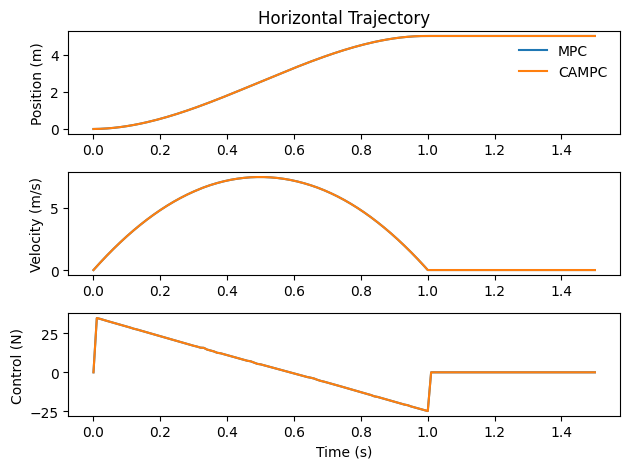 Horizontal Trajectory
Position (m)
4
2
0
MPC
CAMPC
0.0 0.2 0.4 0.6 0.8 1.0 1.2 1.4
Velocity (m/s)
5
0
0.0 0.2 0.4 0.6 0.8 1.0 1.2 1.4
Control (N)
25
0
−25
0.0 0.2 0.4 0.6 0.8 1.0 1.2 1.4
Time (s)